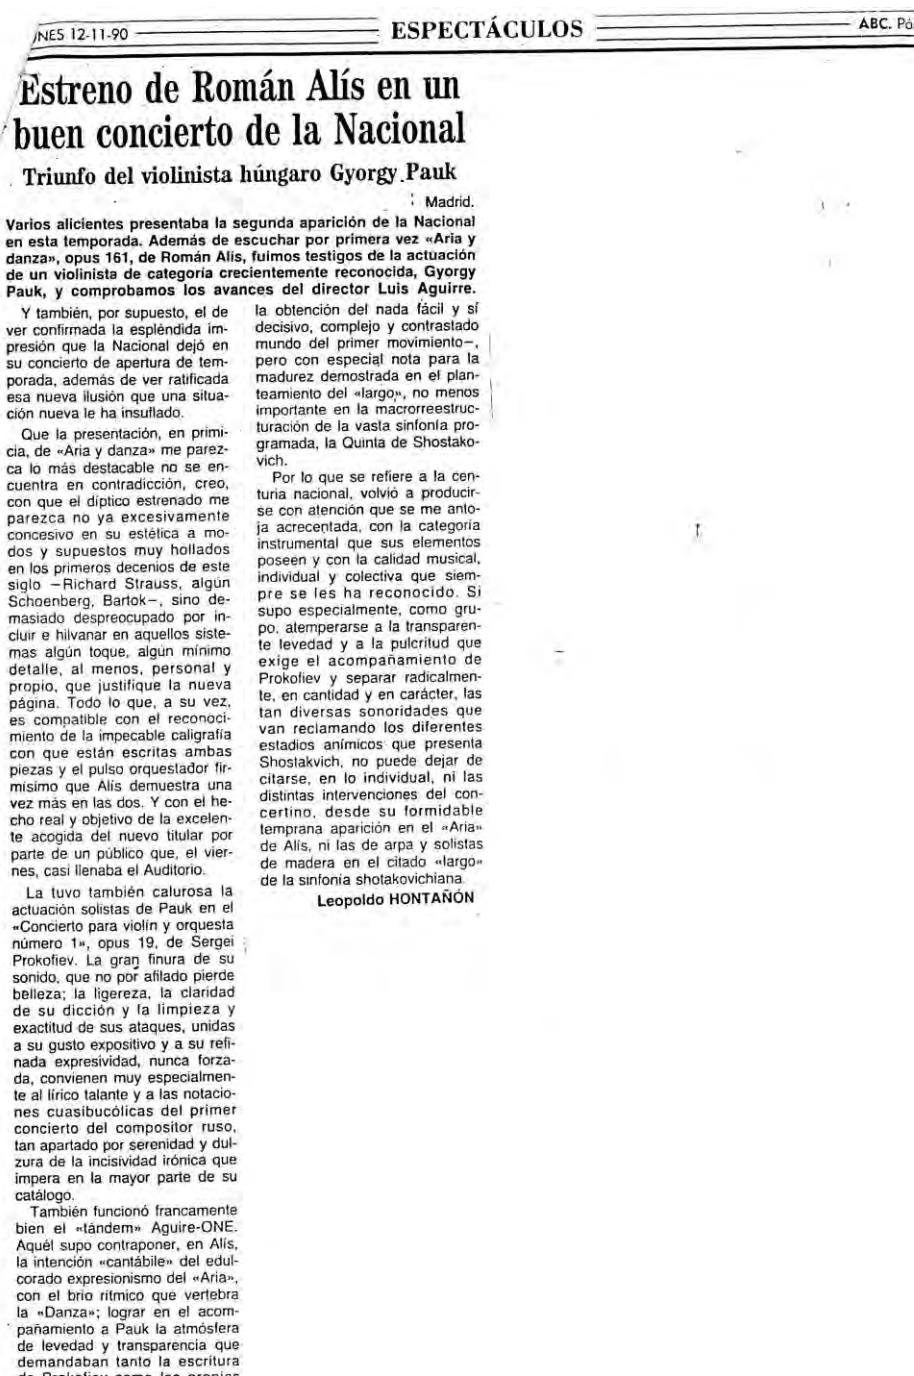 NES 12-11-90
ESPECTÁCULOS
ABC. Pá
Estreno de Román Alís en un
buen concierto de la Nacional
Triunfo del violinista húngaro Gyorgy Pauk
Madrid.
Varios alicientes presentaba la segunda aparición de la Nacional
en esta temporada. Además de escuchar por primera vez «Aria y
danza», opus 161, de Román Alís, fuimos testigos de la actuación
de un violinista de categoría crecientemente reconocida, Gyorgy
Pauk, y comprobamos los avances del director Luis Aguirre.
Y también, por supuesto, el de
ver confirmada la espléndida im-
presión que la Nacional dejó en
su concierto de apertura de tem-
porada, además de ver ratificada
esa nueva ilusión que una situa-
ción nueva le ha insuflado.
Que la presentación, en primi-
cia, de «Aria y danza» me parez-
ca lo más destacable no se en-
cuentra en contradicción, creo,
con que el díptico estrenado me
parezca no ya excesivamente
concesivo en su estética a mo-
dos y supuestos muy hollados
en los primeros decenios de este
siglo —Richard Strauss, algún
Schoenberg, Bartok—, sino de-
masiado despreocupado por in-
cluir e hilvanar en aquellos siste-
mas algún toque, algún mínimo
detalle, al menos, personal y
propio, que justifique la nueva
página. Todo lo que, a su vez,
es compatible con el reconoci-
miento de la impecable caligrafía
con que están escritas ambas
piezas y el pulso orquestador fir-
mísimo que Alís demuestra una
vez más en las dos. Y con el he-
cho real y objetivo de la excelen-
te acogida del nuevo titular por
parte de un público que, el vier-
nes, casi llenaba el Auditorio.
La tuvo también calurosa la
actuación solistas de Pauk en el
«Concierto para violín y orquesta
número 1», opus 19, de Sergei
Prokofiev. La gran finura de su
sonido, que no por afilado pierde
belleza; la ligereza, la claridad
de su dicción y la limpieza y
exactitud de sus ataques, unidas
a su gusto expositivo y a su refi-
nada expresividad, nunca forza-
da, convienen muy especialmen-
te al lírico talante y a las notacio-
nes cuasibucólicas del primer
concierto del compositor ruso,
tan apartado por serenidad y dul-
zura de la incisividad irónica que
impera en la mayor parte de su
catálogo.
También funcionó francamente
bien el «tándem» Aguire-ONE.
Aquél supo contraponer, en Alís,
la intención «cantábile» del edul-
corado expresionismo del «Aria»,
con el brío rítmico que vertebra
la «Danza»; lograr en el acom-
pañamiento a Pauk la atmósfera
de levedad y transparencia que
demandaban tanto la escritura
de Prokofiev como los propios
la obtención del nada fácil y sí
decisivo, complejo y contrastado
mundo del primer movimiento—,
pero con especial nota para la
madurez demostrada en el plan-
teamiento del «largo», no menos
importante en la macrorreestruc-
turación de la vasta sinfonía pro-
gramada, la Quinta de Shostako-
vich.
Por lo que se refiere a la cen-
turia nacional, volvió a producir-
se con atención que se me anto-
ja acrecentada, con la categoría
instrumental que sus elementos
poseen y con la calidad musical,
individual y colectiva que siem-
pre se les ha reconocido. Si
supo especialmente, como gru-
po, atemperarse a la transparen-
te levedad y a la pulcritud que
exige el acompañamiento de
Prokofiev y separar radicalmen-
te, en cantidad y en carácter, las
tan diversas sonoridades que
van reclamando los diferentes
estadios anímicos que presenta
Shostakvich, no puede dejar de
citarse, en lo individual, ni las
distintas intervenciones del con-
certino, desde su formidable
temprana aparición en el «Aria»
de Alís, ni las de arpa y solistas
de madera en el citado «largo»
de la sinfonía shotakovichiana.
Leopoldo HONTAÑÓN